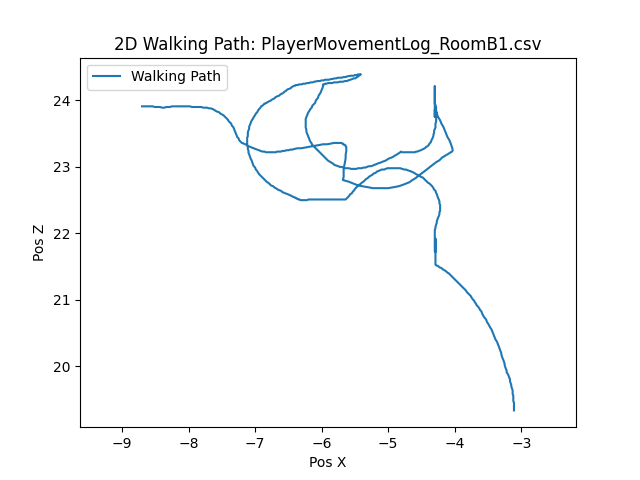 2D Walking Path: PlayerMovementLog_RoomB1.csv
Walking Path
24
23
22
21
20
Pos Z
−9 −8 −7 −6 −5 −4 −3
Pos X